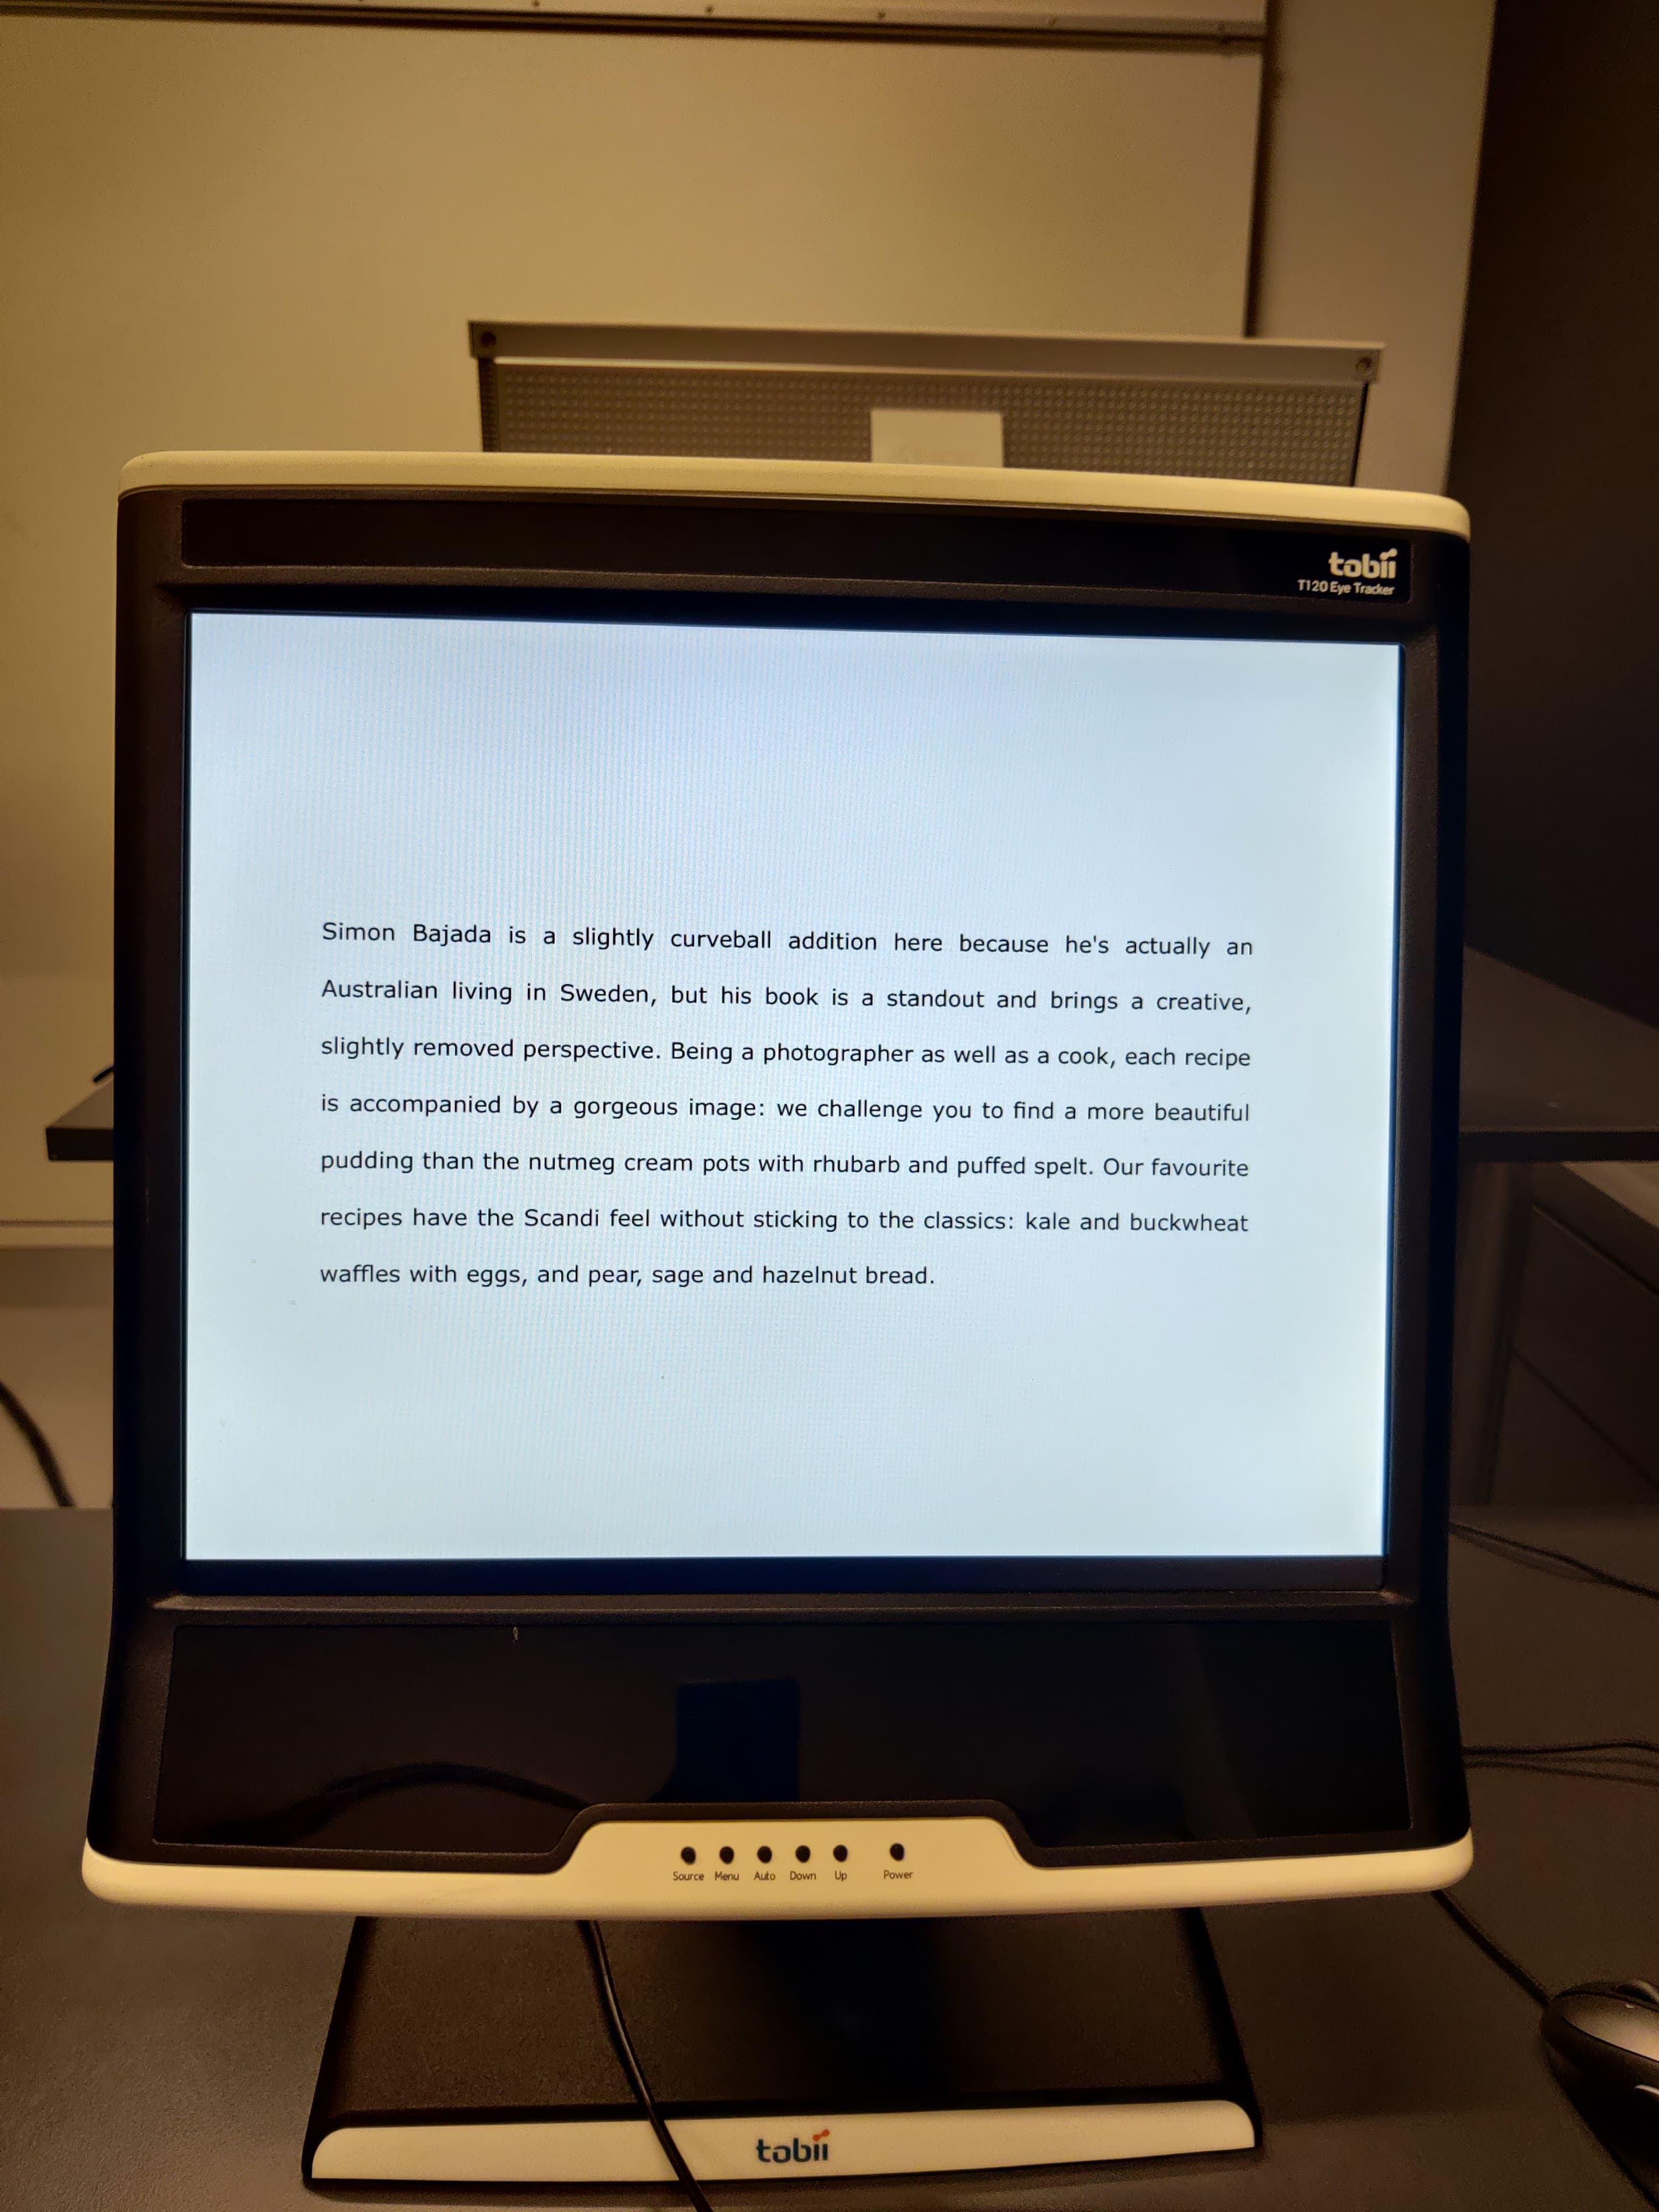 tobii
T120 Eye Tracker
Simon Bajada is a slightly curveball addition here because he's actually an
Australian living in Sweden, but his book is a standout and brings a creative,
slightly removed perspective. Being a photographer as well as a cook, each recipe
is accompanied by a gorgeous image: we challenge you to find a more beautiful
pudding than the nutmeg cream pots with rhubarb and puffed spelt. Our favourite
recipes have the Scandi feel without sticking to the classics: kale and buckwheat
waffles with eggs, and pear, sage and hazelnut bread.
Source Menu Auto Down Up Power
tobii